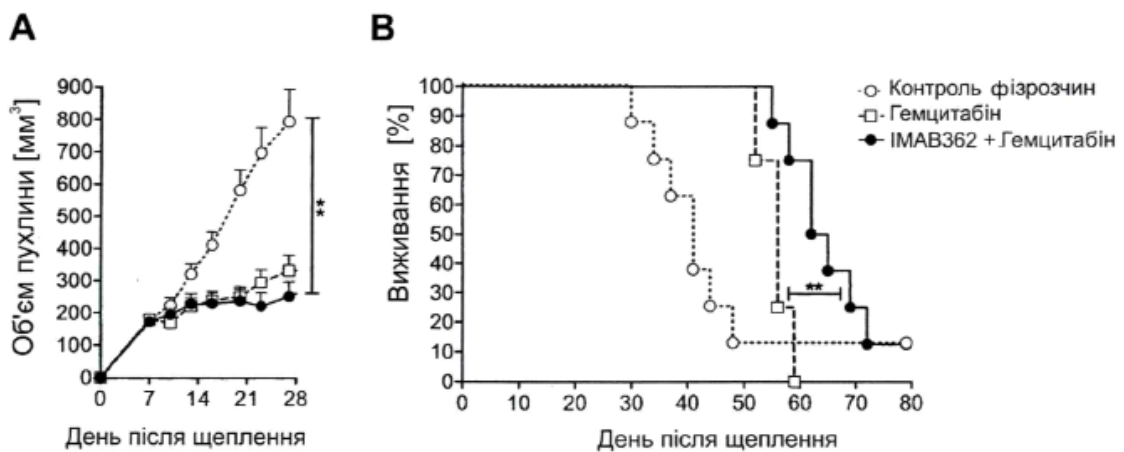 A
B
900
800
700
600
500
400
300
200
100
0
Об'єм пухлини [мм³]
0 7 14 21 28
День після щеплення
**
100
90
80
70
60
50
40
30
20
10
0
Виживання [%]
0 10 20 30 40 50 60 70 80
День після щеплення
**
Контроль фізрозчин
Гемцитабін
IMAB362 + Гемцитабін